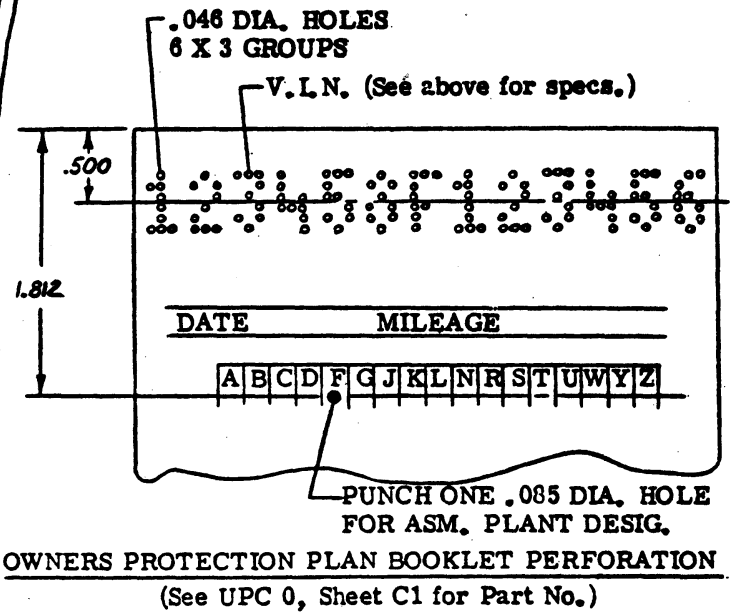 .046 DIA. HOLES
6 X 3 GROUPS
V.I.N. (See above for specs.)
.500
1.812
DATE MILEAGE
A B C D F G J K L N R S T U W Y Z
PUNCH ONE .085 DIA. HOLE
FOR ASM. PLANT DESIG.
OWNERS PROTECTION PLAN BOOKLET PERFORATION
(See UPC 0, Sheet C1 for Part No.)